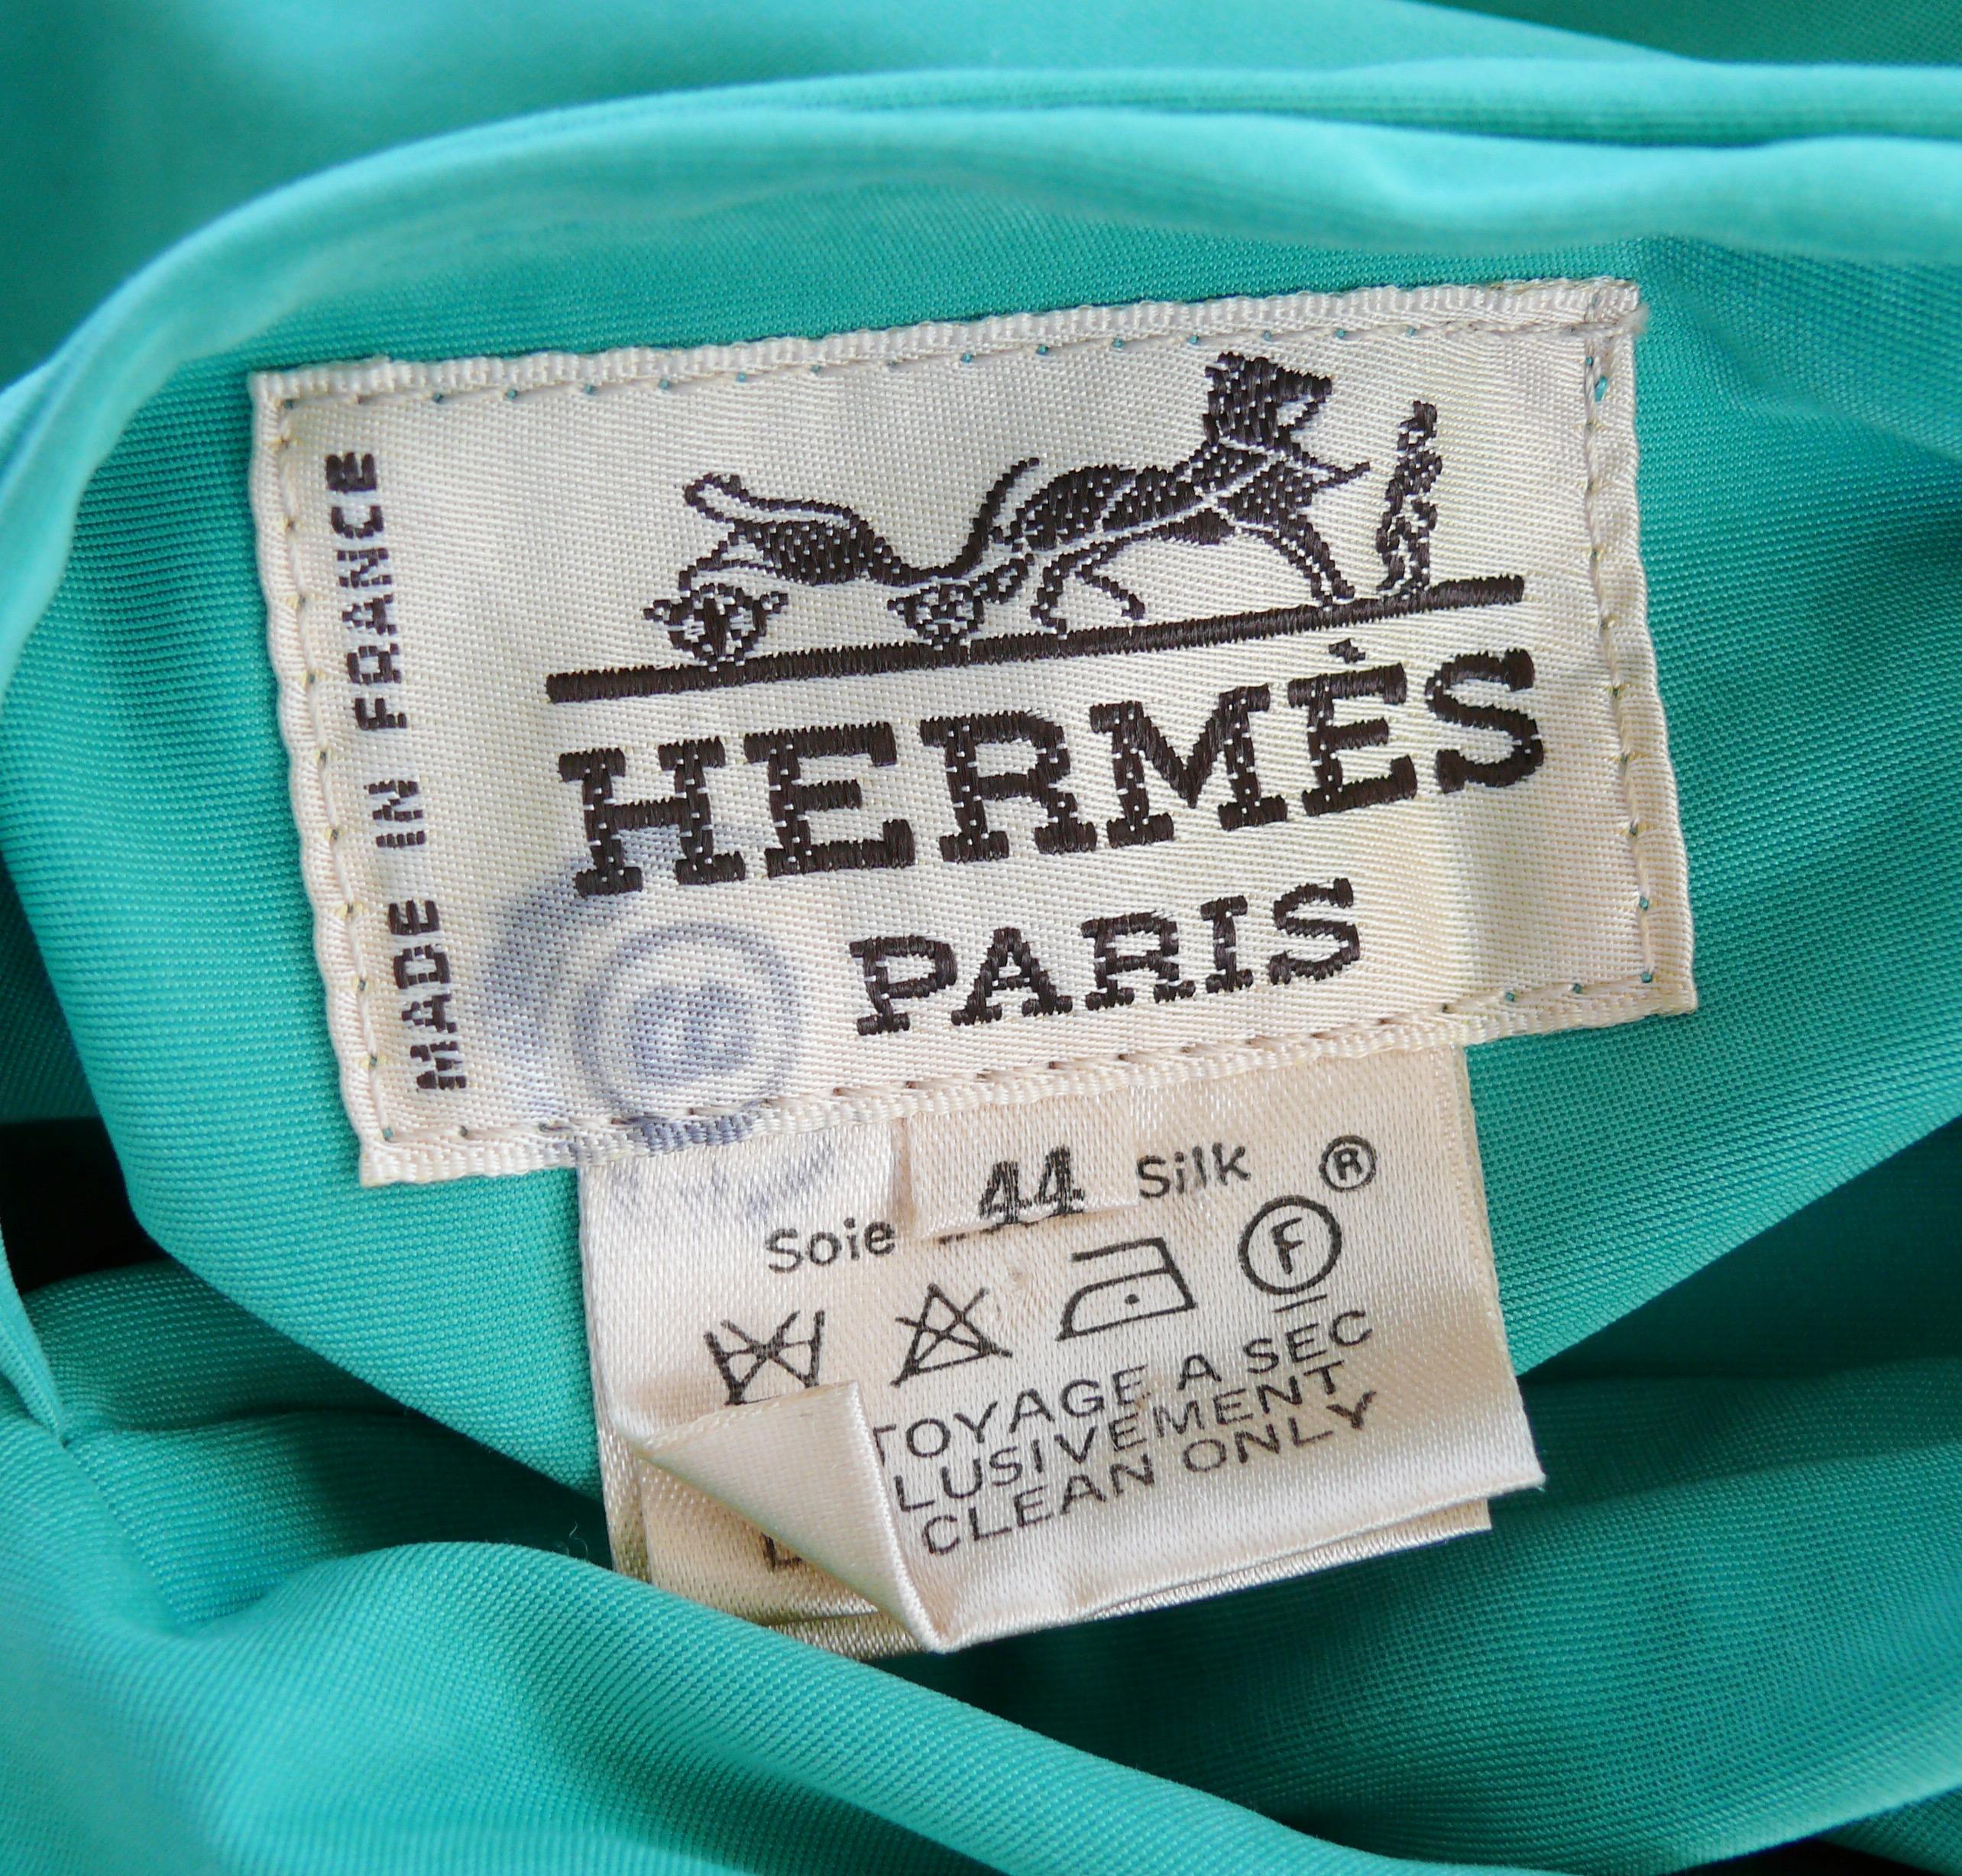 MADE IN FRANCE
HERMÈS
PARIS
Soie 44 Silk ®
F
TOYAGE A SEC
LUSIVEMENT
CLEAN ONLY